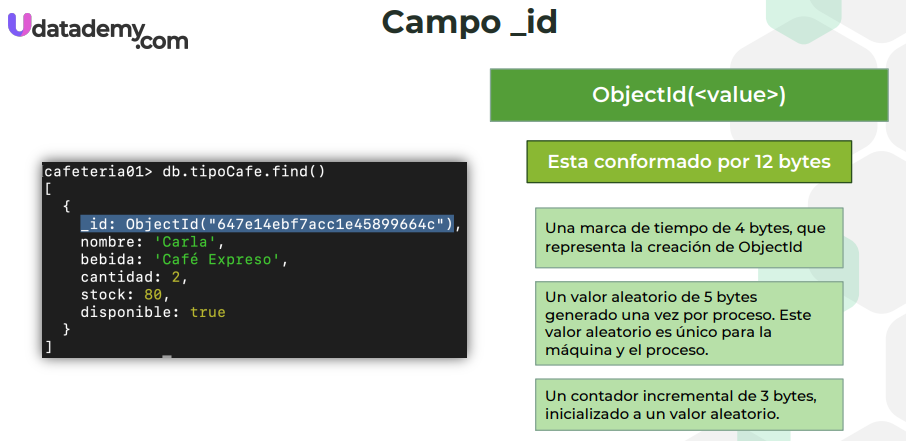 Udatademy
.com
Campo _id
ObjectId(<value>)
Esta conformado por 12 bytes
cafeteria01> db.tipoCafe.find()
[
{
_id: ObjectId("647e14ebf7acc1e45899664c"),
nombre: 'Carla',
bebida: 'Café Expreso',
cantidad: 2,
stock: 80,
disponible: true
}
]
Una marca de tiempo de 4 bytes, que
representa la creación de ObjectId
Un valor aleatorio de 5 bytes
generado una vez por proceso. Este
valor aleatorio es único para la
máquina y el proceso.
Un contador incremental de 3 bytes,
inicializado a un valor aleatorio.